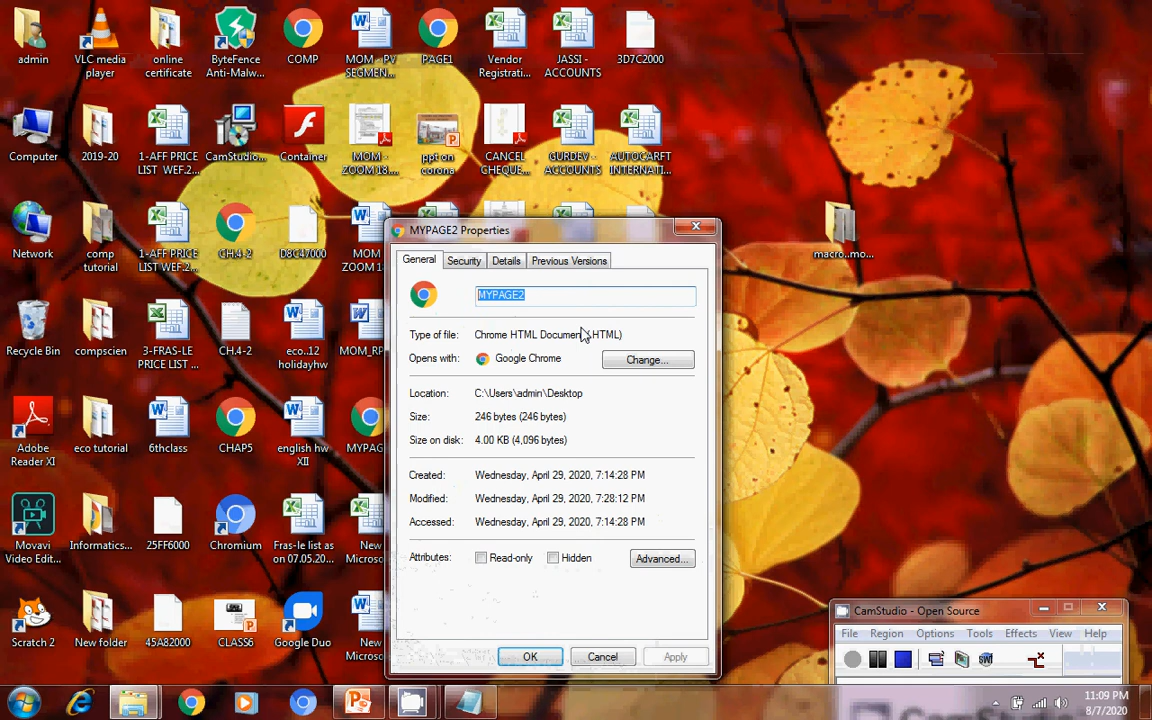 admin
VLC media
player
online
certificate
ByteFence
Anti-Malw...
COMP
MOM - PV
SEGMEN...
PAGE1
Vendor
Registrati...
JASSI -
ACCOUNTS
3D7C2000
Computer
2019-20
1-AFF PRICE
LIST WEF.2...
CamStudio...
Container
MOM -
ZOOM 18....
ppt on
corona
CANCEL
CHEQUE...
GURDEV -
ACCOUNTS
AUTOCARFT
INTERNATI...
Network
comp
tutorial
1-AFF PRICE
LIST WEF.2...
CH.4-2
D8C47000
MOM
ZOOM 18
macro..mo...
Recycle Bin
compscien
3-FRAS-LE
PRICE LIST ...
CH.4-2
eco..12
holidayhw
MOM_RP
Adobe
Reader XI
eco tutorial
6thclass
CHAP5
english hw
XII
MYPAG
Movavi
Video Edit...
Informatics...
25FF6000
Chromium
Fras-le list as
on 07.05.20...
New
Microso
Scratch 2
New folder
45A82000
CLASS6
Google Duo
New
Microso
MYPAGE2 Properties
General Security Details Previous Versions
MYPAGE2
Type of file: Chrome HTML Document (.HTML)
Opens with: Google Chrome Change...
Location: C:\Users\admin\Desktop
Size: 246 bytes (246 bytes)
Size on disk: 4.00 KB (4,096 bytes)
Created: Wednesday, April 29, 2020, 7:14:28 PM
Modified: Wednesday, April 29, 2020, 7:28:12 PM
Accessed: Wednesday, April 29, 2020, 7:14:28 PM
Attributes: Read-only Hidden Advanced...
OK Cancel Apply
CamStudio - Open Source
File Region Options Tools Effects View Help
11:09 PM
8/7/2020